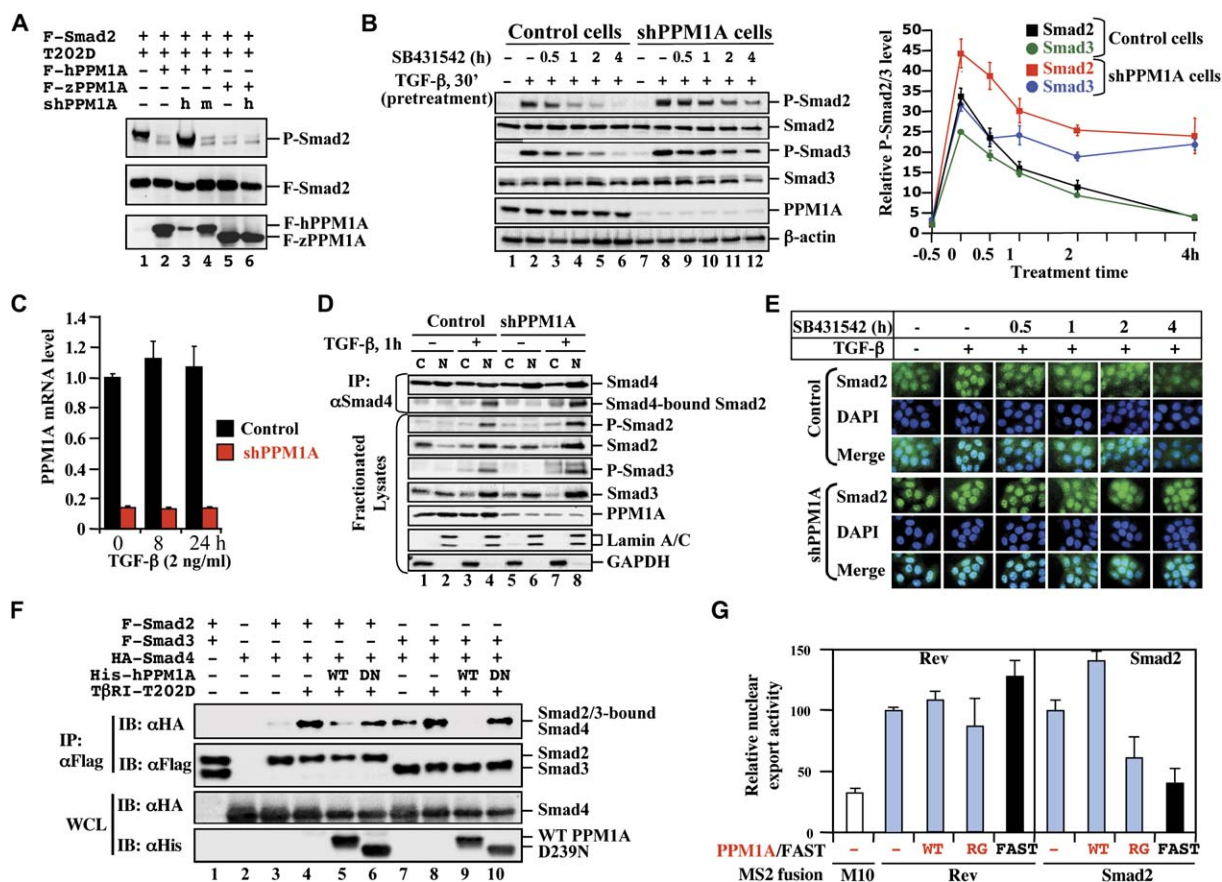 A
F-Smad2 + + + + + +
T202D + + + + + +
F-hPPM1A - + + + - -
F-zPPM1A - - - - + +
shPPM1A - - h m - h
P-Smad2
F-Smad2
F-hPPM1A
F-zPPM1A
1 2 3 4 5 6
B
Control cells shPPM1A cells
SB431542 (h) - - 0.5 1 2 4 - - 0.5 1 2 4
TGF-β, 30' - + + + + + - + + + + +
(pretreatment)
P-Smad2
Smad2
P-Smad3
Smad3
PPM1A
β-actin
1 2 3 4 5 6 7 8 9 10 11 12
Relative P-Smad2/3 level
50
45
40
35
30
25
20
15
10
5
0
-0.5 0 0.5 1 2 4h
Treatment time
Smad2
Smad3
Control cells
Smad2
Smad3
shPPM1A cells
C
PPM1A mRNA level
1.4
1.2
1.0
0.8
0.6
0.4
0.2
0
0 8 24 h
TGF-β (2 ng/ml)
Control
shPPM1A
D
Control shPPM1A
TGF-β, 1h - + - +
C N C N C N C N
IP:
αSmad4
Smad4
Smad4-bound Smad2
Fractionated
Lysates
P-Smad2
Smad2
P-Smad3
Smad3
PPM1A
Lamin A/C
GAPDH
1 2 3 4 5 6 7 8
E
SB431542 (h) - - 0.5 1 2 4
TGF-β - + + + + +
Control
Smad2
DAPI
Merge
shPPM1A
Smad2
DAPI
Merge
F
F-Smad2 + - + + + + - - - -
F-Smad3 + - - - - - + + + +
HA-Smad4 - + + + + + + + + +
His-hPPM1A - - - - WT DN - - WT DN
TβRI-T202D - - - + + + - + + +
IP:
αFlag
IB: αHA
Smad2/3-bound
Smad4
IB: αFlag
Smad2
Smad3
WCL
IB: αHA
Smad4
IB: αHis
WT PPM1A
D239N
1 2 3 4 5 6 7 8 9 10
G
Relative nuclear
export activity
150
100
50
0
Rev Smad2
PPM1A/FAST - - WT RG FAST - WT RG FAST
MS2 fusion M10 Rev Smad2